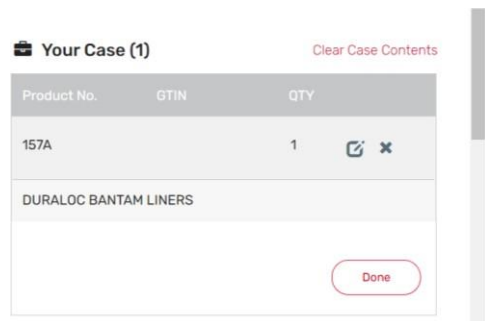 Your Case (1) Clear Case Contents
Product No. GTIN QTY
157A 1
DURALOC BANTAM LINERS
Done